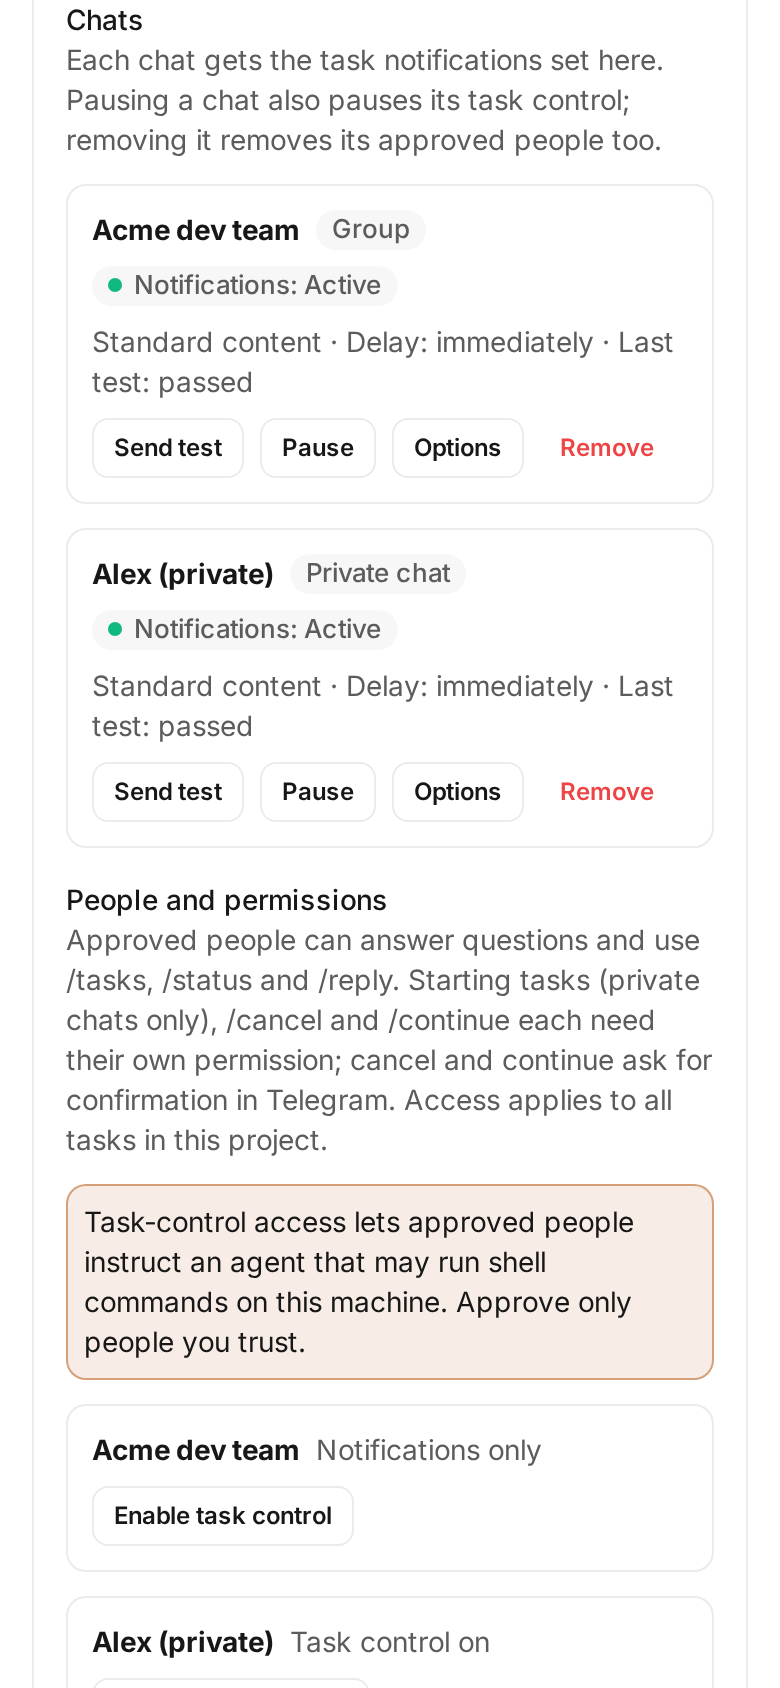 Chats
Each chat gets the task notifications set here.
Pausing a chat also pauses its task control;
removing it removes its approved people too.
Acme dev team Group
Notifications: Active
Standard content · Delay: immediately · Last
test: passed
Send test Pause Options Remove
Alex (private) Private chat
Notifications: Active
Standard content · Delay: immediately · Last
test: passed
Send test Pause Options Remove
People and permissions
Approved people can answer questions and use
/tasks, /status and /reply. Starting tasks (private
chats only), /cancel and /continue each need
their own permission; cancel and continue ask for
confirmation in Telegram. Access applies to all
tasks in this project.
Task-control access lets approved people
instruct an agent that may run shell
commands on this machine. Approve only
people you trust.
Acme dev team Notifications only
Enable task control
Alex (private) Task control on